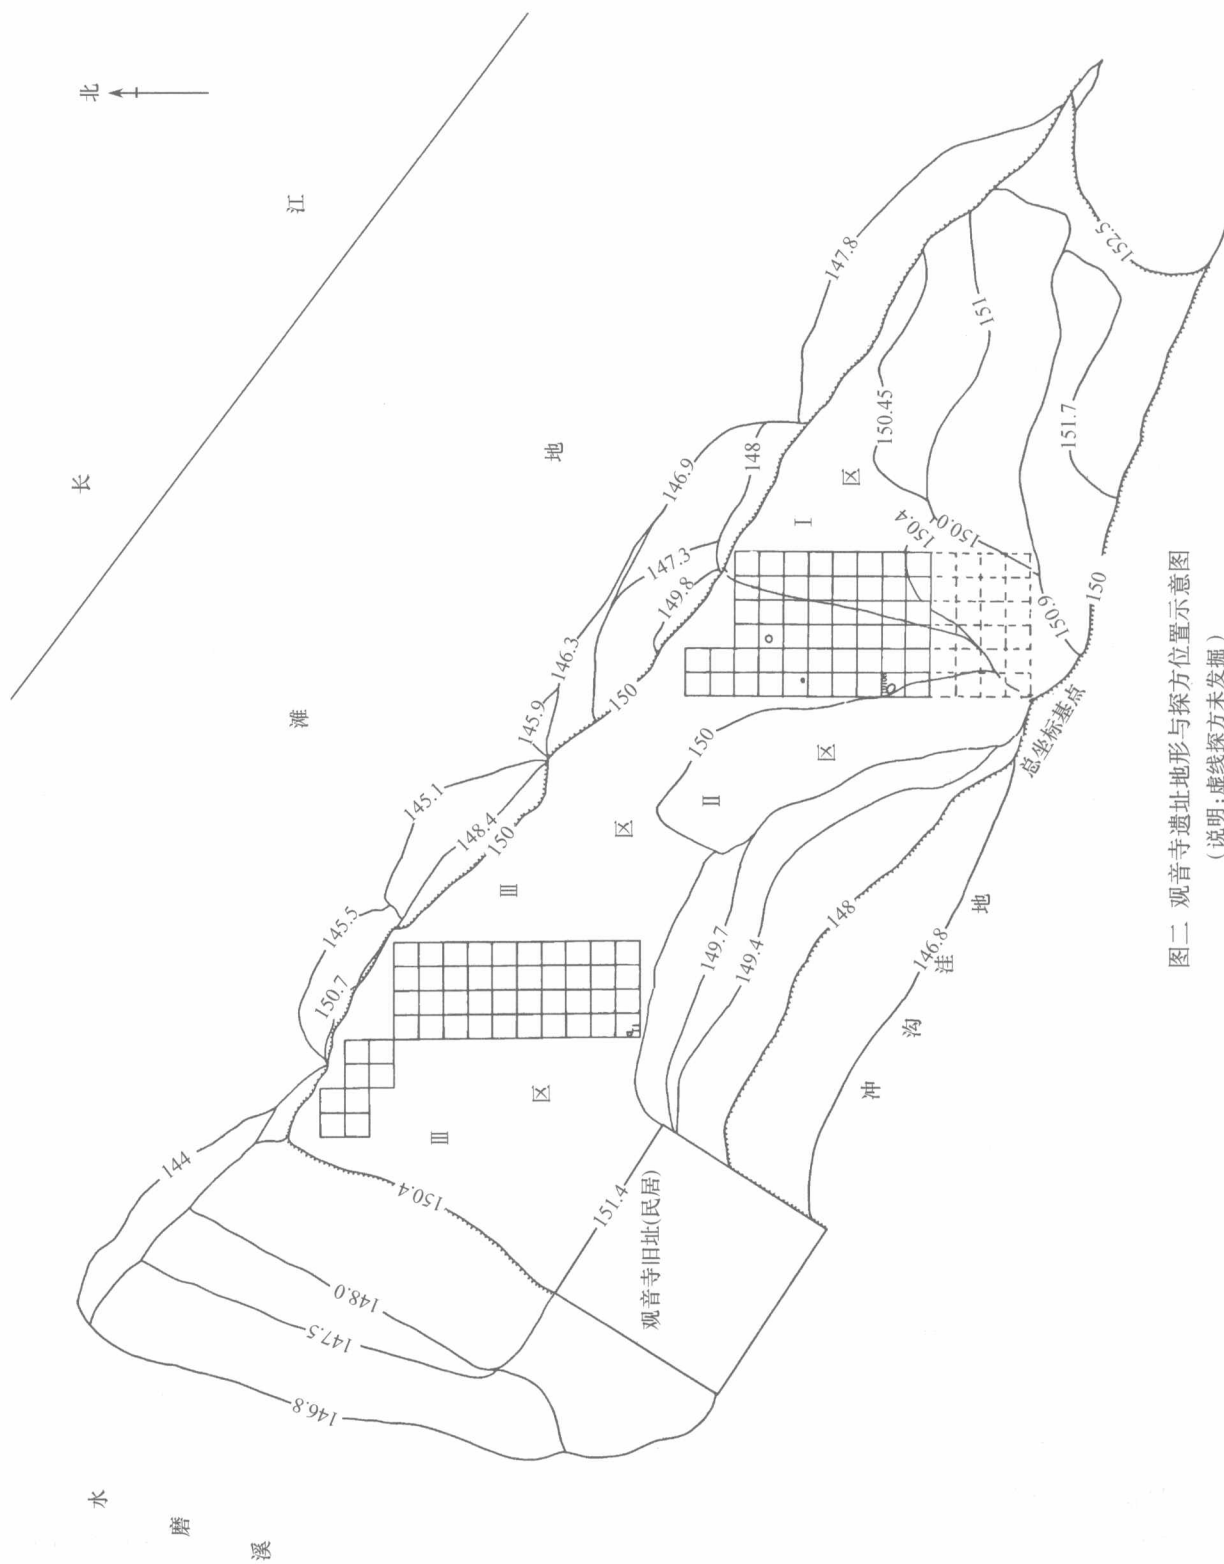 北
长
江
滩
地
147.8
152.5
151
150.45
151.7
146.9
148
147.3
149.8
146.3
150
145.9
Ⅰ
区
150.4
150.0
150.9
150
总坐标基点
150
Ⅱ
区
145.1
148.4
150
Ⅲ
区
145.5
150.7
149.7
149.4
148
146.8
冲
沟
洼
地
Ⅲ
区
144
150.4
151.4
观音寺旧址(民居)
148.0
147.5
146.8
水
磨
溪
图二 观音寺遗址地形与探方位置示意图
(说明:虚线探方未发掘)